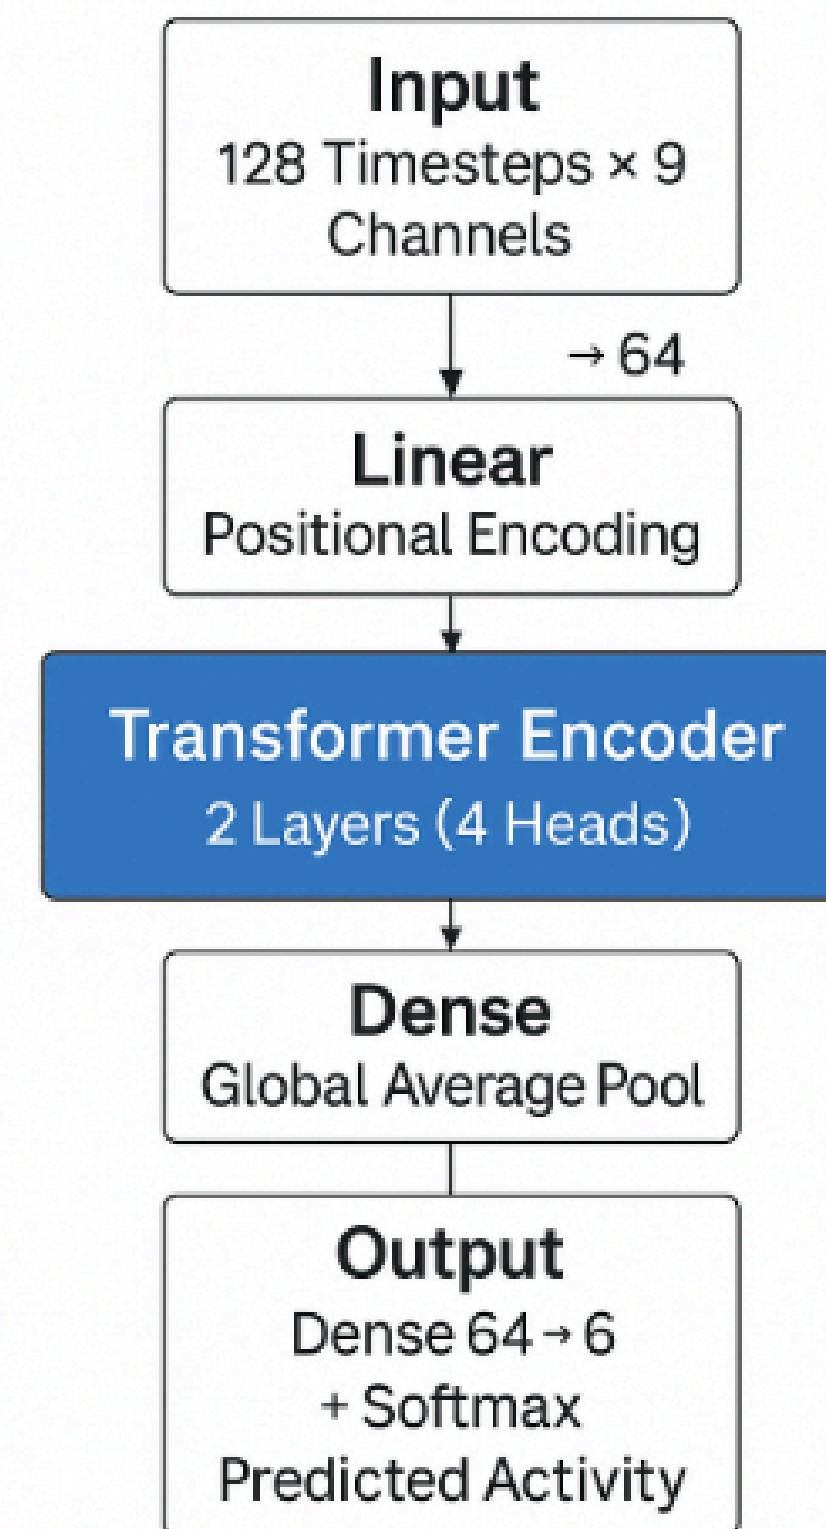 Input
128 Timesteps × 9
Channels
→ 64
Linear
Positional Encoding
Transformer Encoder
2 Layers (4 Heads)
Dense
Global Average Pool
Output
Dense 64 → 6
+ Softmax
Predicted Activity